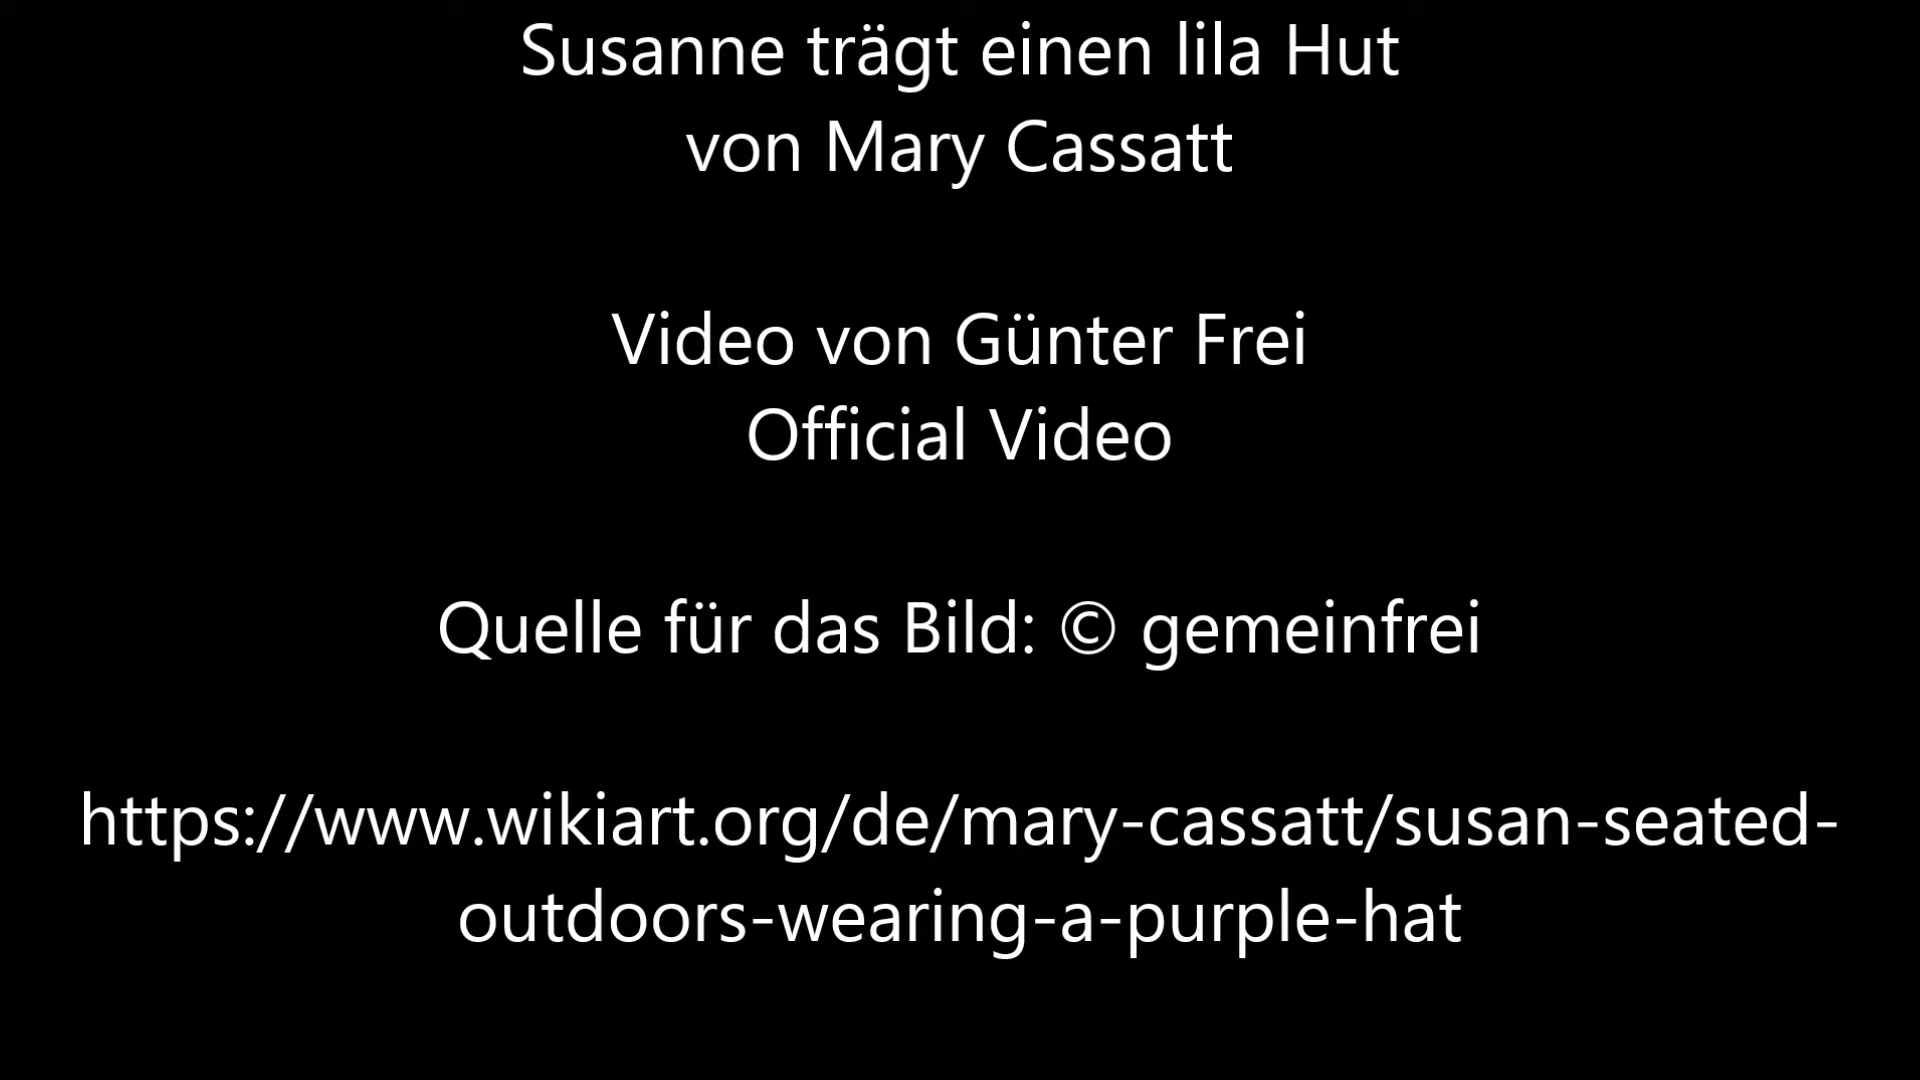 Susanne trägt einen lila Hut
von Mary Cassatt
Video von Günter Frei
Official Video
Quelle für das Bild: © gemeinfrei
https://www.wikiart.org/de/mary-cassatt/susan-seated-
outdoors-wearing-a-purple-hat